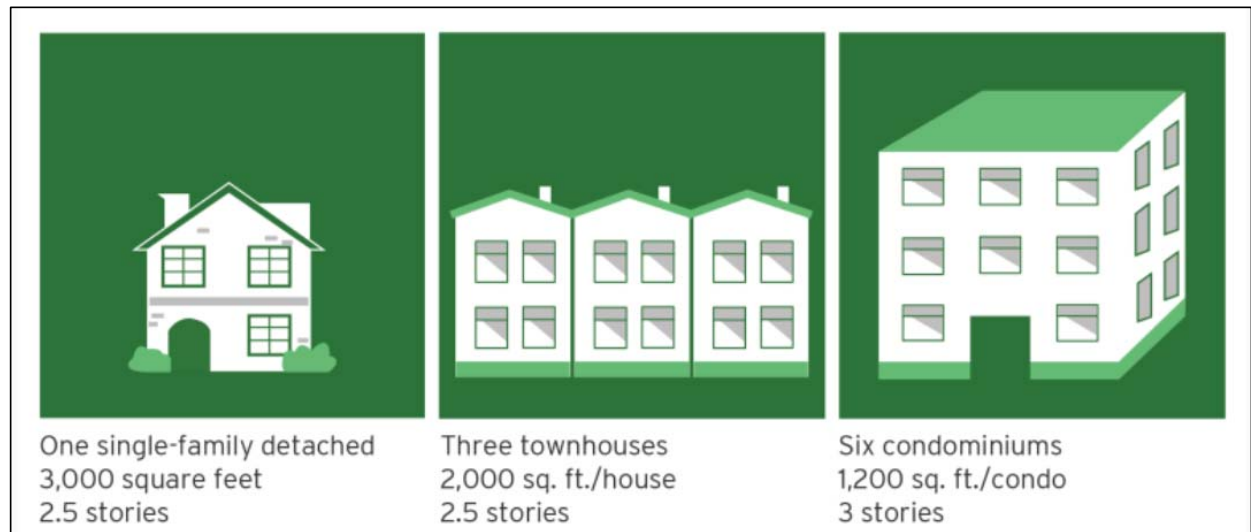 One single-family detached
3,000 square feet
2.5 stories
Three townhouses
2,000 sq. ft./house
2.5 stories
Six condominiums
1,200 sq. ft./condo
3 stories